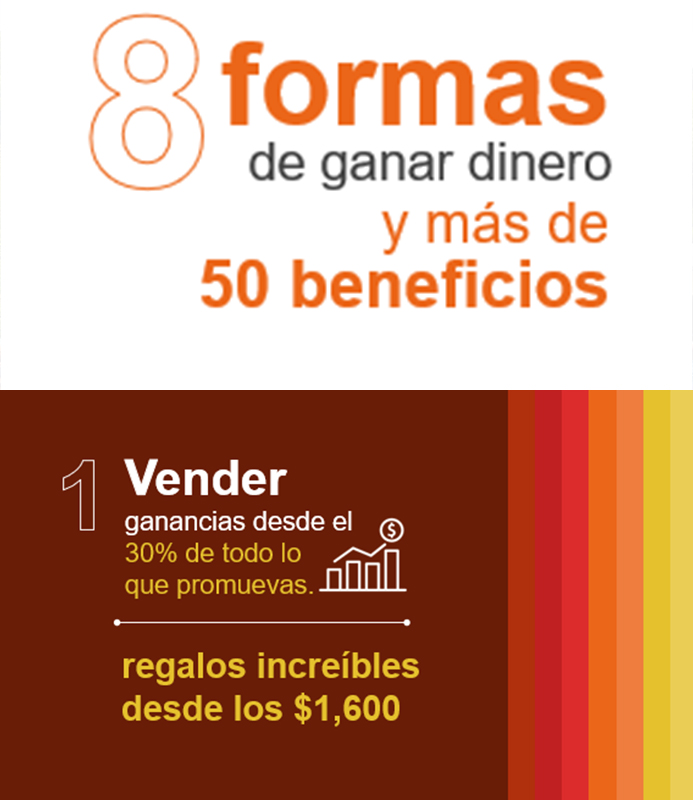 8 formas
de ganar dinero
y más de
50 beneficios
1 Vender
ganancias desde el
30% de todo lo
que promuevas.
$
regalos increíbles
desde los $1,600